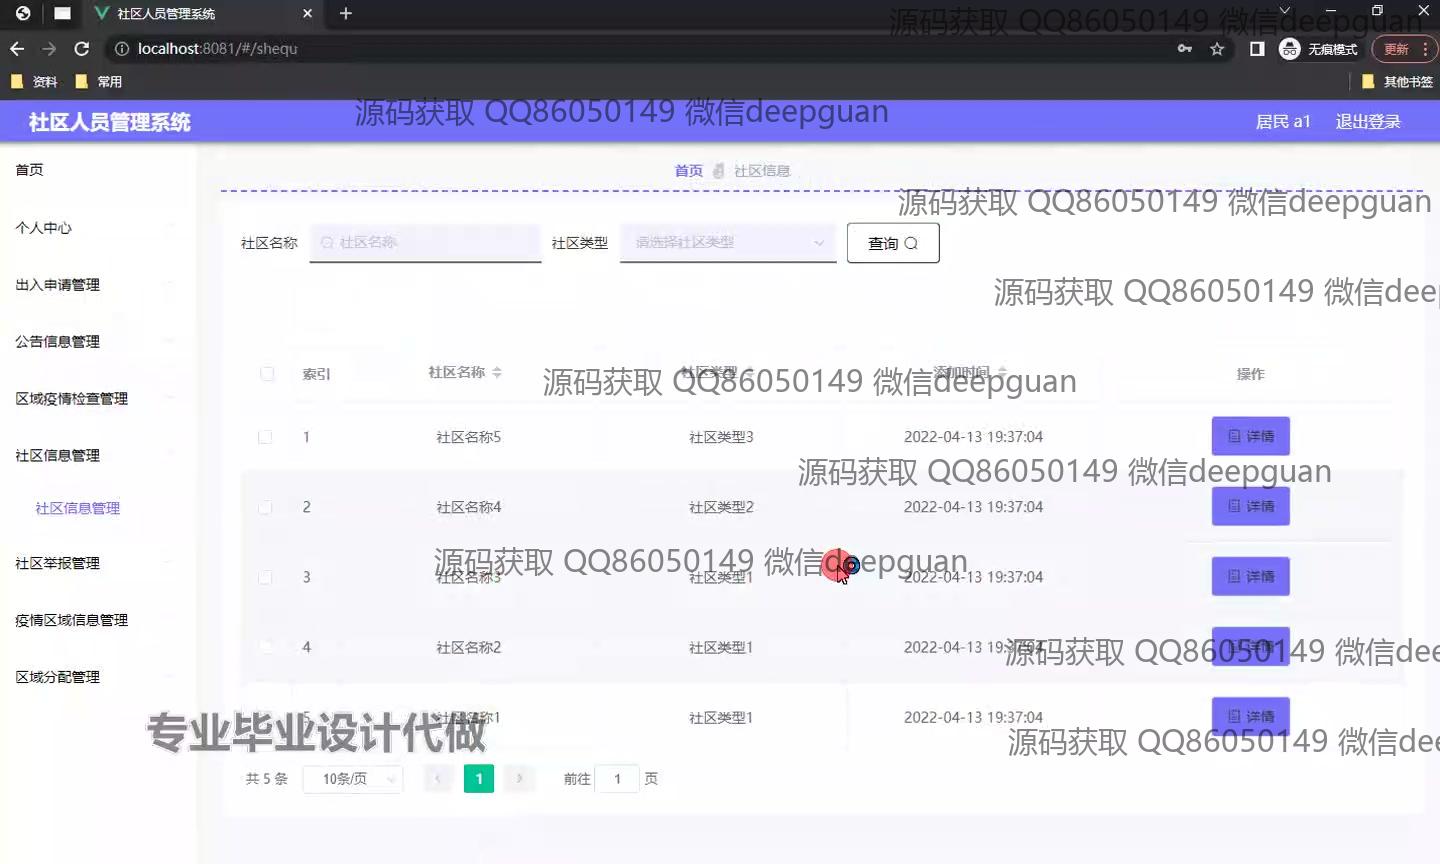 社区人员管理系统
源码获取 QQ86050149 微信deepguan
localhost:8081/#/shequ
无痕模式
更新
资料
常用
其他书签
社区人员管理系统
源码获取 QQ86050149 微信deepguan
居民 a1
退出登录
首页
个人中心
出入申请管理
公告信息管理
区域疫情检查管理
社区信息管理
社区信息管理
社区举报管理
疫情区域信息管理
区域分配管理
首页 社区信息
源码获取 QQ86050149 微信deepguan
社区名称 社区名称 社区类型 请选择社区类型 查询
源码获取 QQ86050149 微信deep
索引 社区名称 社区类型 添加时间 操作
源码获取 QQ86050149 微信deepguan
1 社区名称5 社区类型3 2022-04-13 19:37:04 详情
源码获取 QQ86050149 微信deepguan
2 社区名称4 社区类型2 2022-04-13 19:37:04 详情
源码获取 QQ86050149 微信deepguan
3 社区名称3 社区类型1 2022-04-13 19:37:04 详情
4 社区名称2 社区类型1 2022-04-13 19:37:04 详情
源码获取 QQ86050149 微信dee
5 社区名称1 社区类型1 2022-04-13 19:37:04 详情
专业毕业设计代做
源码获取 QQ86050149 微信dee
共 5 条 10条/页 1 前往 1 页